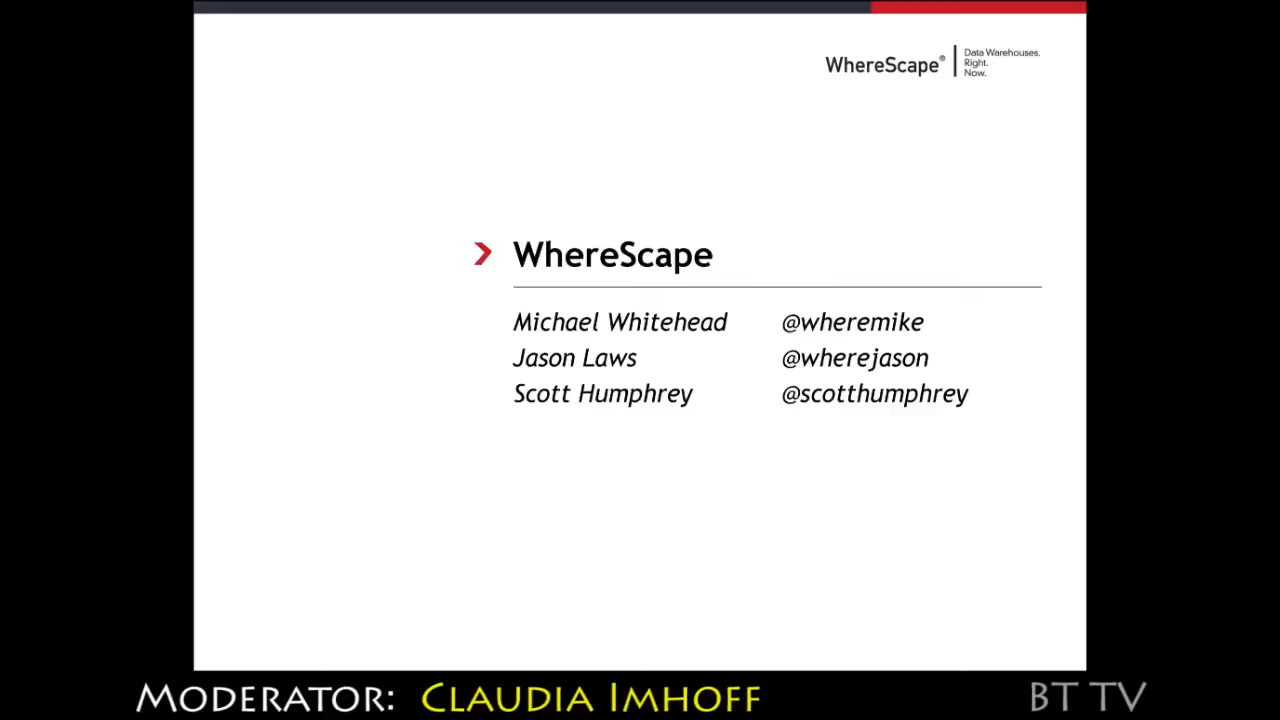 WhereScape® Data Warehouses.
Right.
Now.
WhereScape
Michael Whitehead @wheremike
Jason Laws @wherejason
Scott Humphrey @scotthumphrey
MODERATOR: CLAUDIA IMHOFF BT TV